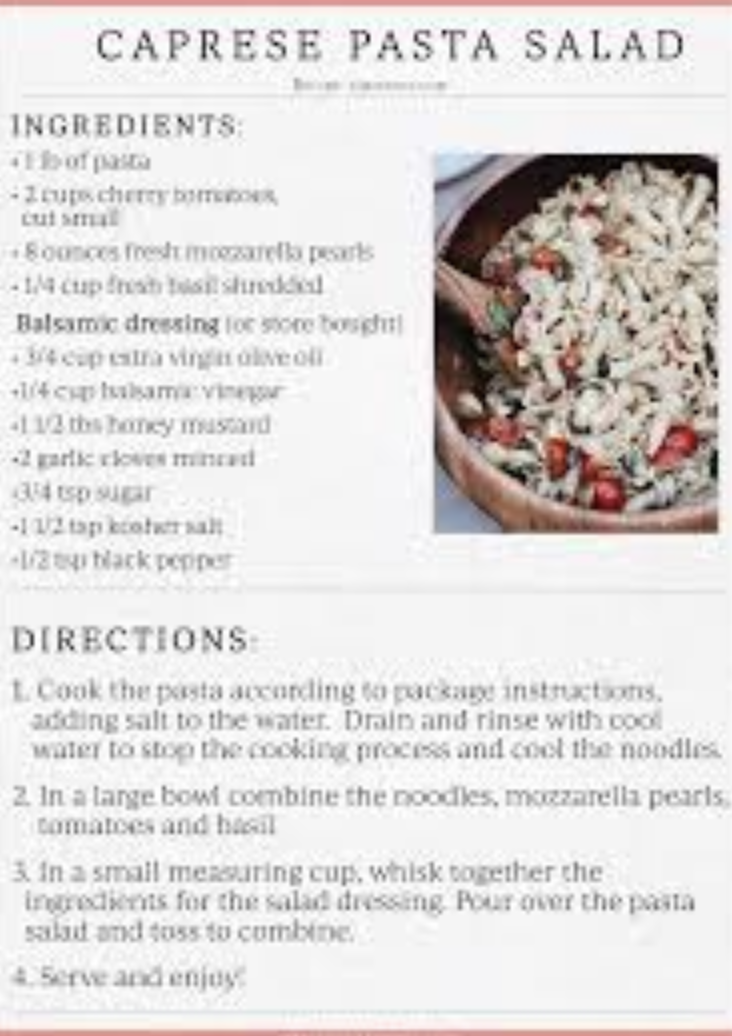 CAPRESE PASTA SALAD
INGREDIENTS:
• 1 lb of pasta
• 2 cups cherry tomatoes,
cut small
• 8 ounces fresh mozzarella pearls
• 1/4 cup fresh basil shredded
Balsamic dressing (or store bought)
• 3/4 cup extra virgin olive oil
•1/4 cup balsamic vinegar
•1 1/2 tbs honey mustard
•2 garlic cloves minced
•3/4 tsp sugar
•1 1/2 tsp kosher salt
•1/2 tsp black pepper
DIRECTIONS:
1. Cook the pasta according to package instructions,
adding salt to the water. Drain and rinse with cool
water to stop the cooking process and cool the noodles.
2. In a large bowl combine the noodles, mozzarella pearls,
tomatoes and basil
3. In a small measuring cup, whisk together the
ingredients for the salad dressing. Pour over the pasta
salad and toss to combine.
4. Serve and enjoy!